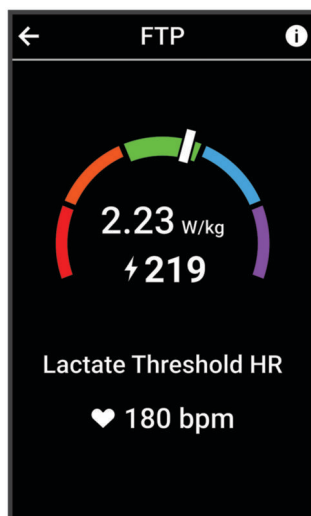 FTP
2.23 W/kg
219
Lactate Threshold HR
180 bpm